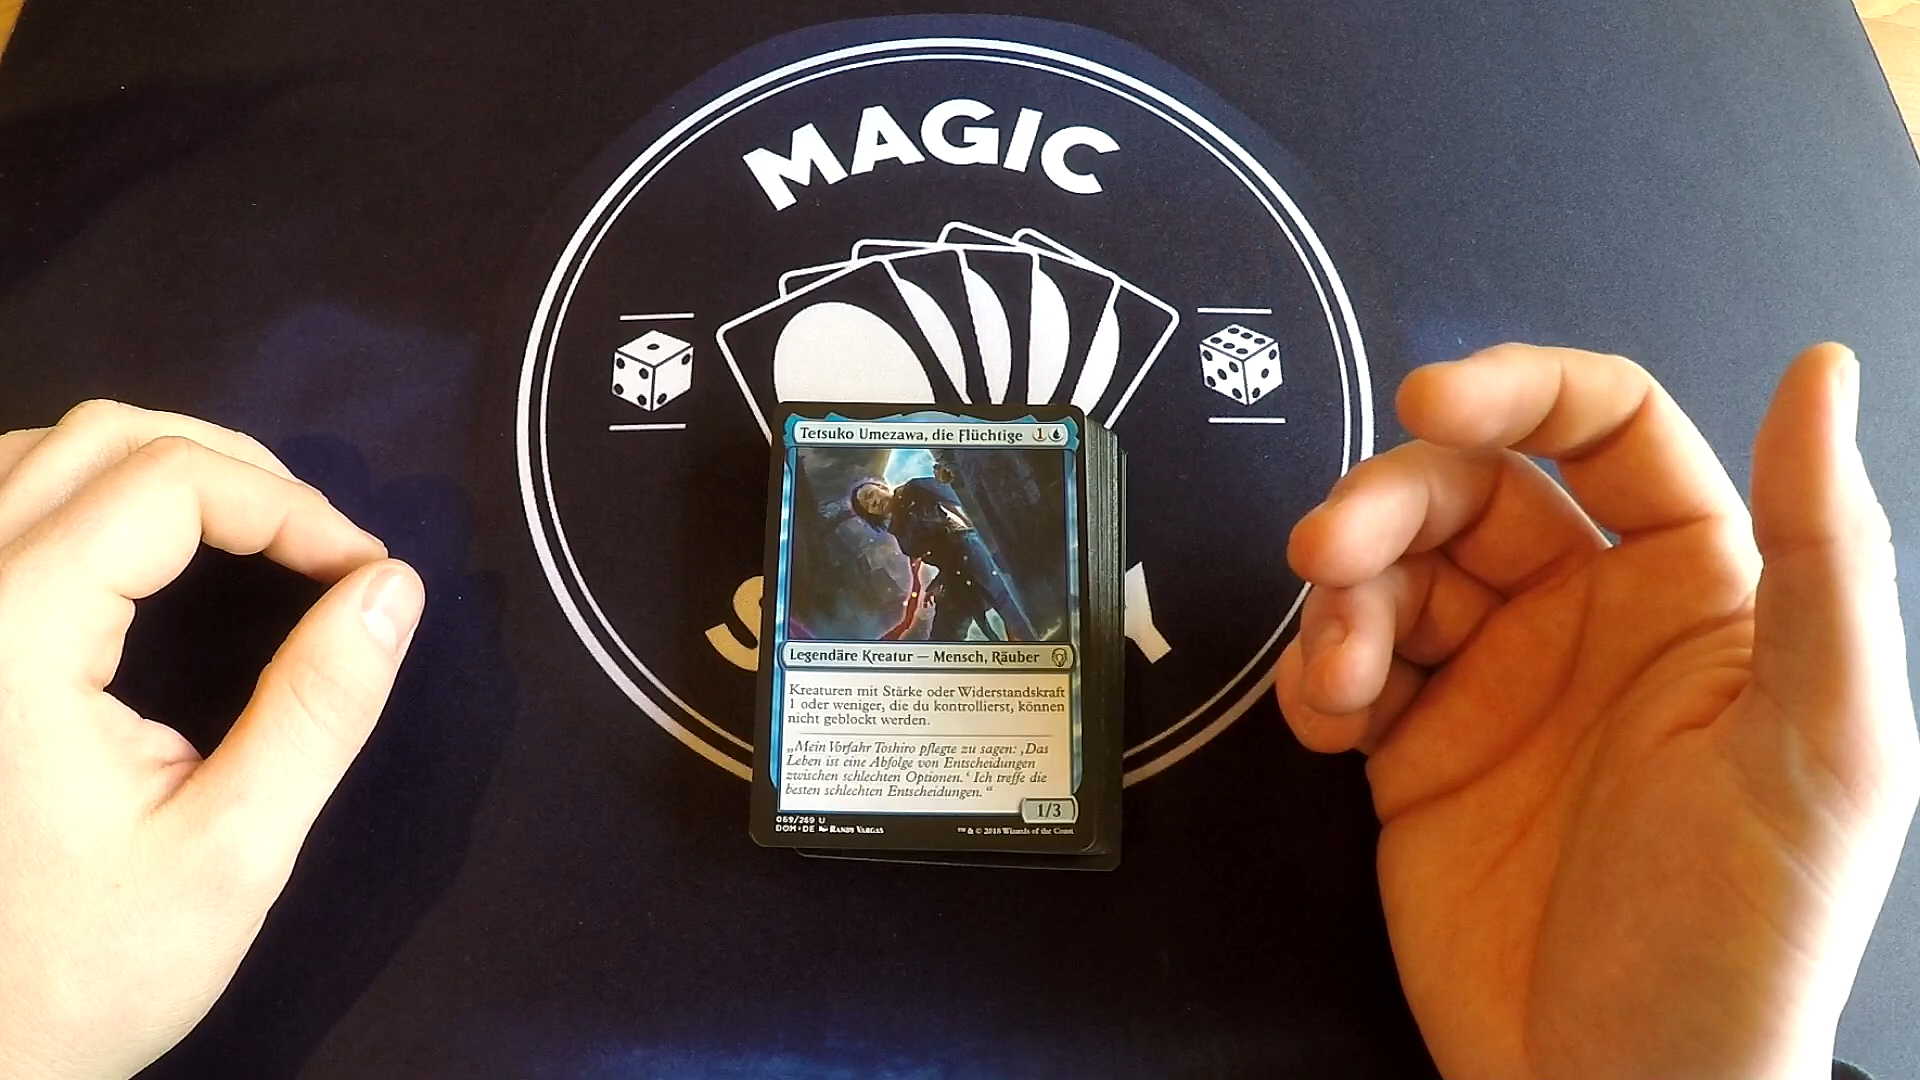 MAGIC
Tetsuko Umezawa, die Flüchtige 1
Legendäre Kreatur — Mensch, Räuber
Kreaturen mit Stärke oder Widerstandskraft
1 oder weniger, die du kontrollierst, können
nicht geblockt werden.
„Mein Vorfahr Toshiro pflegte zu sagen: ‚Das
Leben ist eine Abfolge von Entscheidungen
zwischen schlechten Optionen.‘ Ich treffe die
besten schlechten Entscheidungen.“
1/3
069/269 U
DOM • DE Randy Vargas
™ & © 2018 Wizards of the Coast